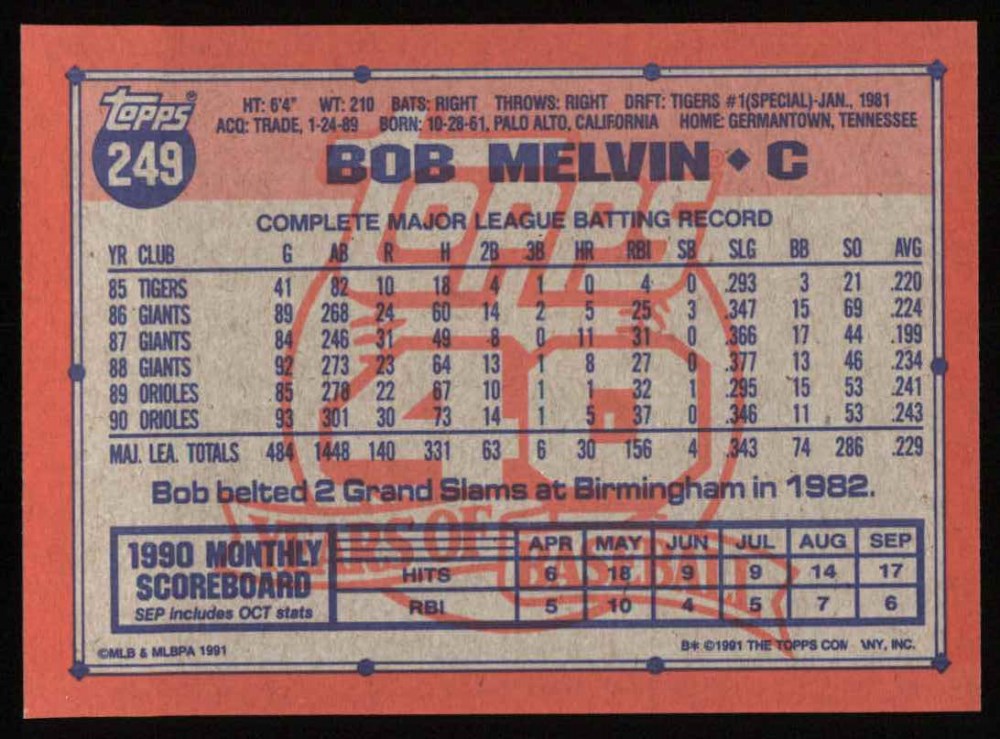 TOPPS®
249
HT: 6'4" WT: 210 BATS: RIGHT THROWS: RIGHT DRFT: TIGERS #1(SPECIAL)-JAN., 1981
ACQ: TRADE, 1-24-89 BORN: 10-28-61, PALO ALTO, CALIFORNIA HOME: GERMANTOWN, TENNESSEE
BOB MELVIN ◆ C
TOPPS®
40
YEARS OF
BASEBALL
COMPLETE MAJOR LEAGUE BATTING RECORD
YR CLUB G AB R H 2B 3B HR RBI SB SLG BB SO AVG
85 TIGERS 41 82 10 18 4 1 0 4 0 .293 3 21 .220
86 GIANTS 89 268 24 60 14 2 5 25 3 .347 15 69 .224
87 GIANTS 84 246 31 49 8 0 11 31 0 .366 17 44 .199
88 GIANTS 92 273 23 64 13 1 8 27 0 .377 13 46 .234
89 ORIOLES 85 278 22 67 10 1 1 32 1 .295 15 53 .241
90 ORIOLES 93 301 30 73 14 1 5 37 0 .346 11 53 .243
MAJ. LEA. TOTALS 484 1448 140 331 63 6 30 156 4 .343 74 286 .229
Bob belted 2 Grand Slams at Birmingham in 1982.
1990 MONTHLY
SCOREBOARD
SEP includes OCT stats
APR MAY JUN JUL AUG SEP
HITS 6 18 9 9 14 17
RBI 5 10 4 5 7 6
©MLB & MLBPA 1991
B* ©1991 THE TOPPS COM NY, INC.